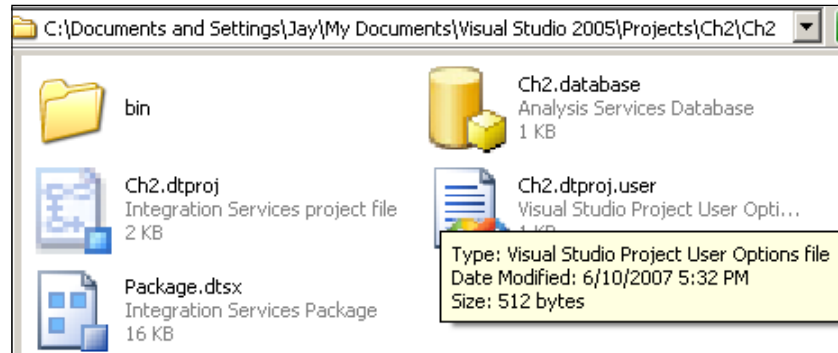 C:\Documents and Settings\Jay\My Documents\Visual Studio 2005\Projects\Ch2\Ch2
bin
Ch2.database
Analysis Services Database
1 KB
Ch2.dtproj
Integration Services project file
2 KB
Ch2.dtproj.user
Visual Studio Project User Opti...
1 KB
Type: Visual Studio Project User Options file
Date Modified: 6/10/2007 5:32 PM
Size: 512 bytes
Package.dtsx
Integration Services Package
16 KB